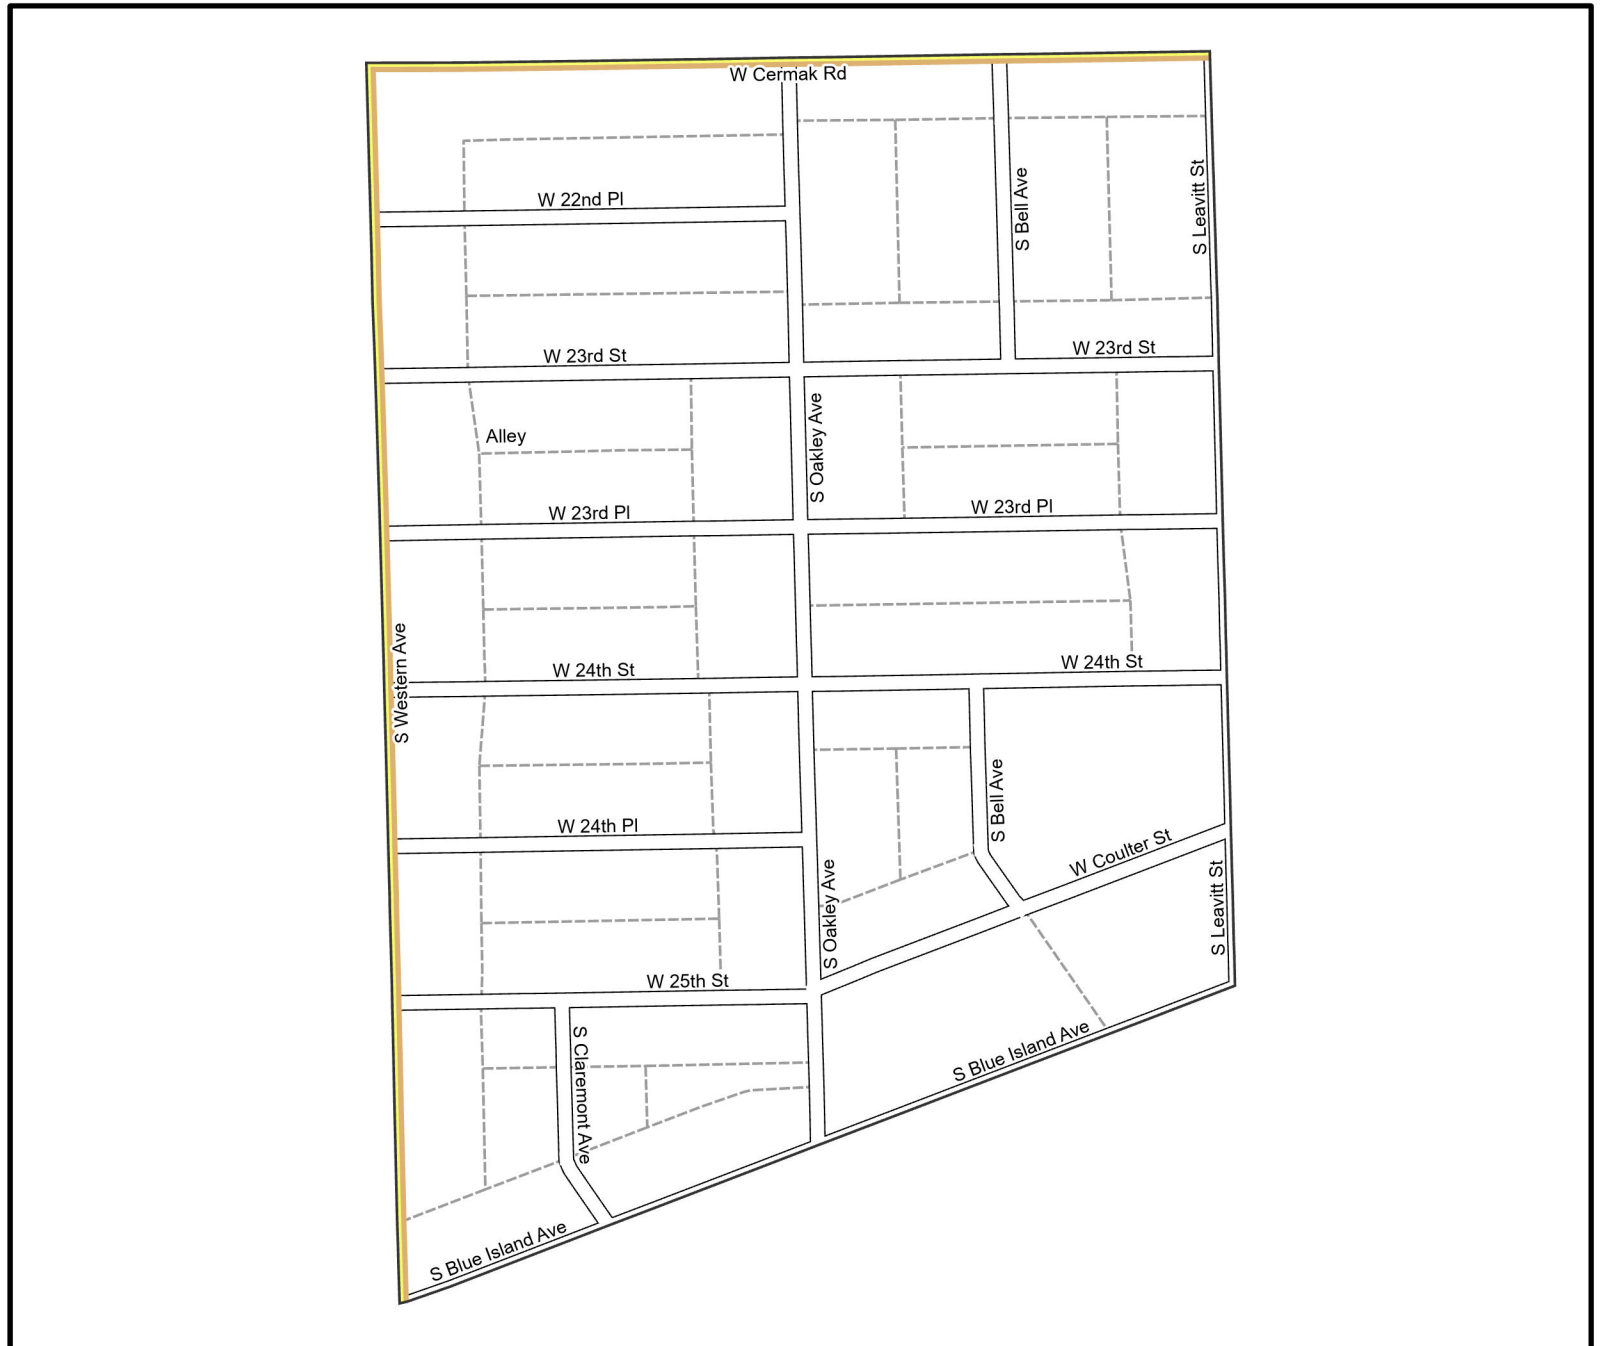 W Cermak Rd
W 22nd Pl
S Bell Ave
S Leavitt St
W 23rd St
W 23rd St
Alley
S Oakley Ave
W 23rd Pl
W 23rd Pl
S Western Ave
W 24th St
W 24th St
W 24th Pl
S Bell Ave
W Coulter St
S Oakley Ave
S Leavitt St
W 25th St
S Claremont Ave
S Blue Island Ave
S Blue Island Ave